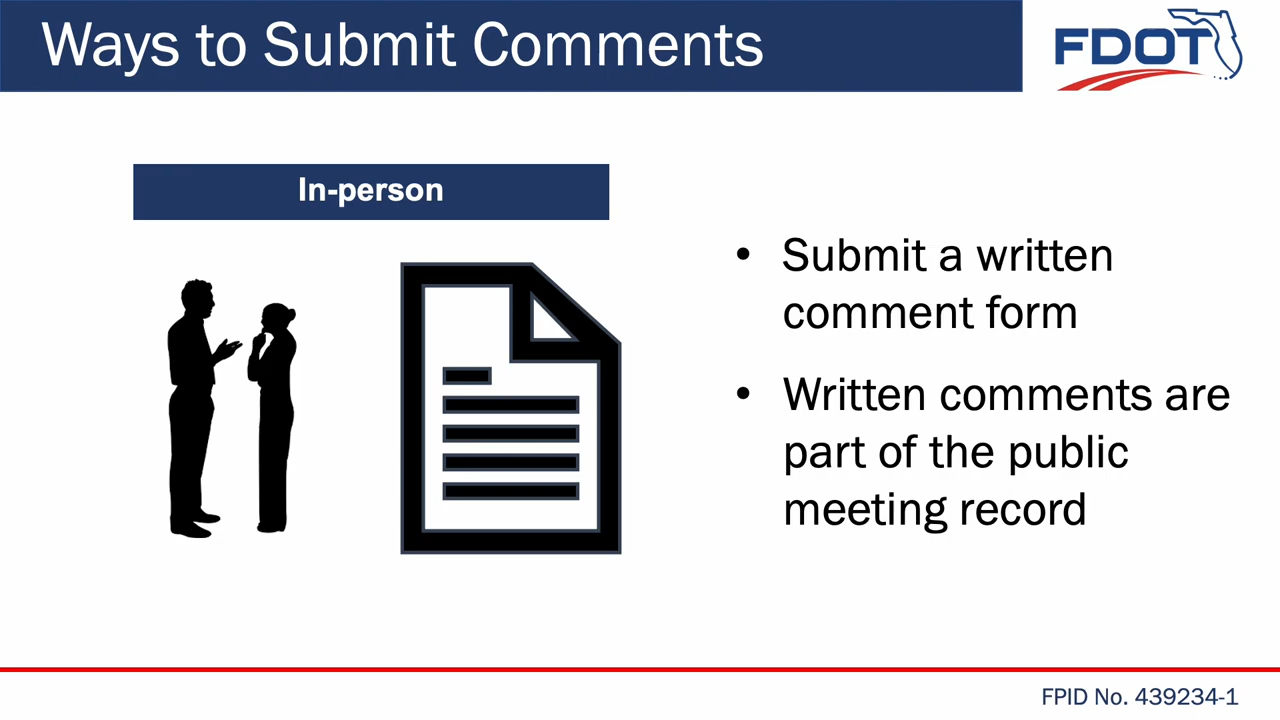 Ways to Submit Comments
FDOT
In-person
• Submit a written
comment form
• Written comments are
part of the public
meeting record
FPID No. 439234-1